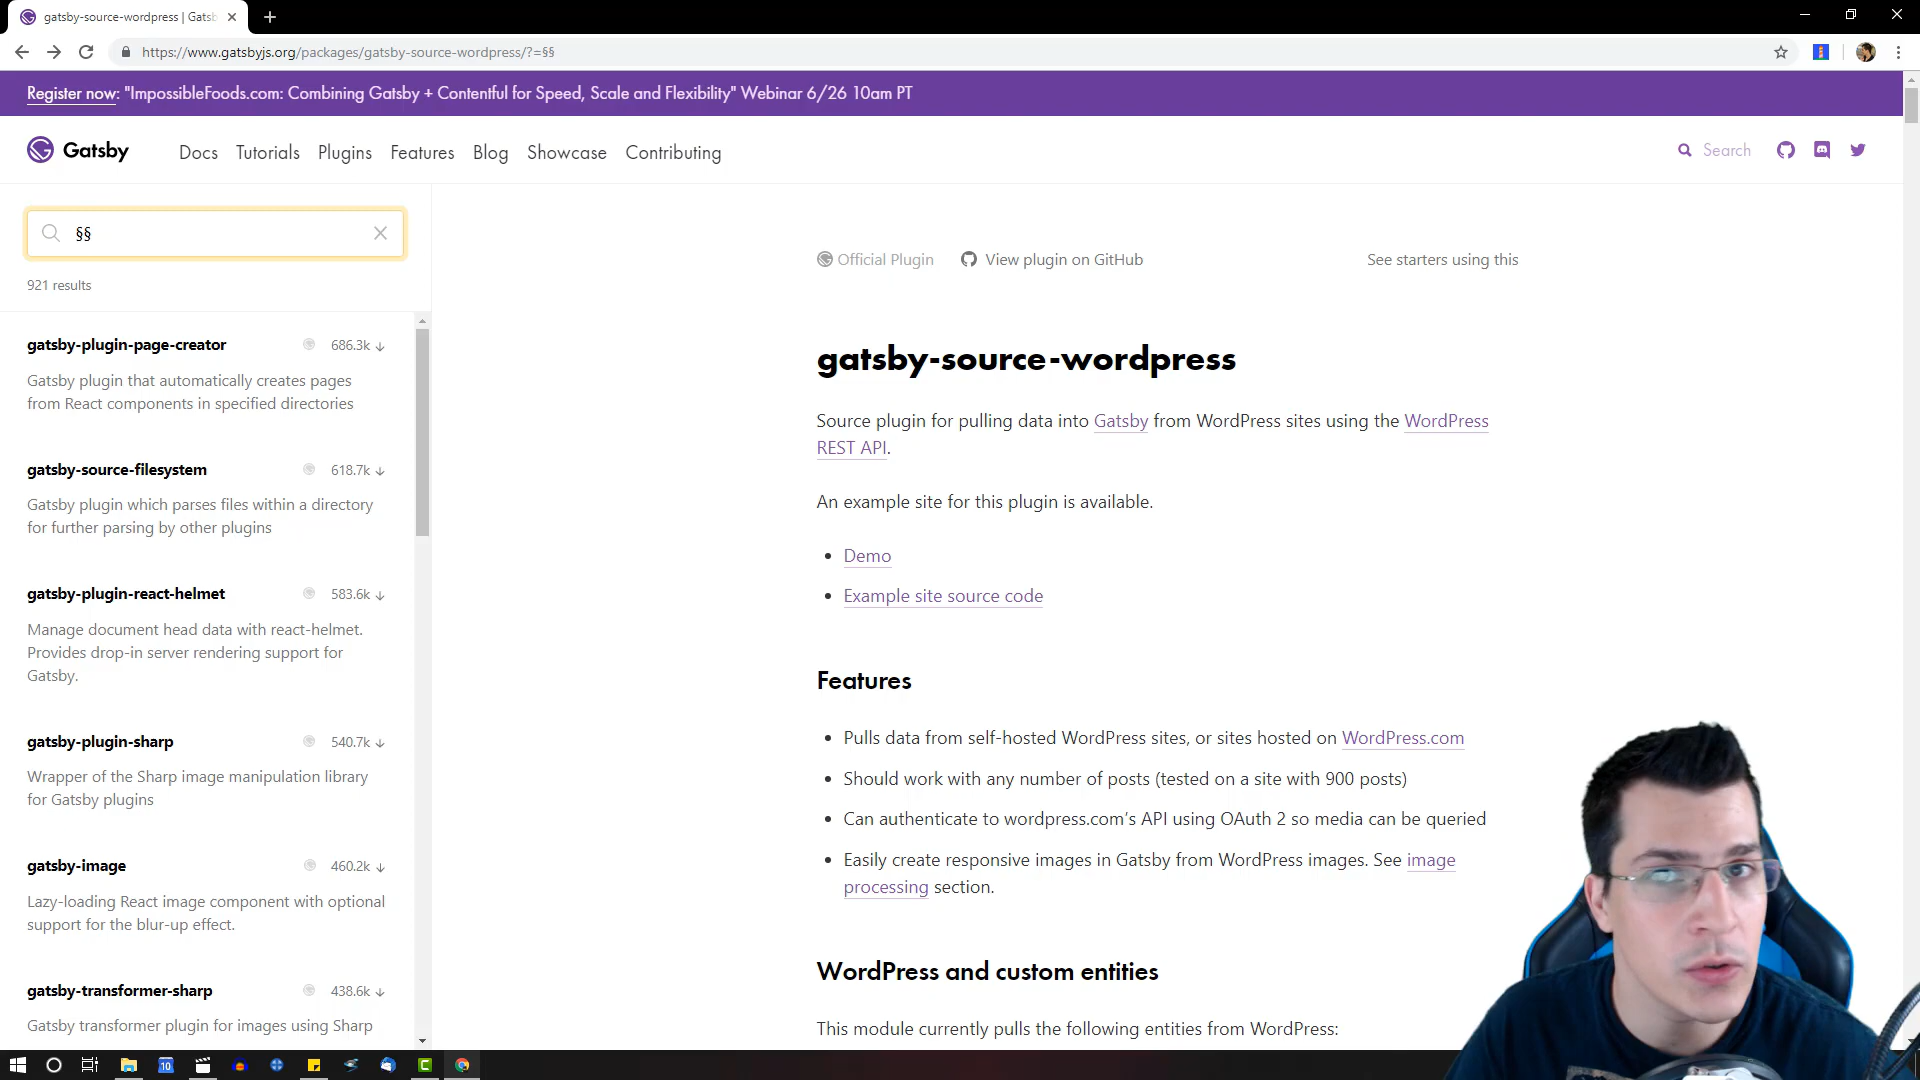 gatsby-source-wordpress | Gatsb
https://www.gatsbyjs.org/packages/gatsby-source-wordpress/?=§§
Register now: "ImpossibleFoods.com: Combining Gatsby + Contentful for Speed, Scale and Flexibility" Webinar 6/26 10am PT
Gatsby
Docs
Tutorials
Plugins
Features
Blog
Showcase
Contributing
Search
§§
921 results
gatsby-plugin-page-creator
686.3k ↓
Gatsby plugin that automatically creates pages
from React components in specified directories
gatsby-source-filesystem
618.7k ↓
Gatsby plugin which parses files within a directory
for further parsing by other plugins
gatsby-plugin-react-helmet
583.6k ↓
Manage document head data with react-helmet.
Provides drop-in server rendering support for
Gatsby.
gatsby-plugin-sharp
540.7k ↓
Wrapper of the Sharp image manipulation library
for Gatsby plugins
gatsby-image
460.2k ↓
Lazy-loading React image component with optional
support for the blur-up effect.
gatsby-transformer-sharp
438.6k ↓
Gatsby transformer plugin for images using Sharp
Official Plugin
View plugin on GitHub
See starters using this
gatsby-source-wordpress
Source plugin for pulling data into Gatsby from WordPress sites using the WordPress
REST API.
An example site for this plugin is available.
• Demo
• Example site source code
Features
• Pulls data from self-hosted WordPress sites, or sites hosted on WordPress.com
• Should work with any number of posts (tested on a site with 900 posts)
• Can authenticate to wordpress.com’s API using OAuth 2 so media can be queried
• Easily create responsive images in Gatsby from WordPress images. See image
processing section.
WordPress and custom entities
This module currently pulls the following entities from WordPress:
10